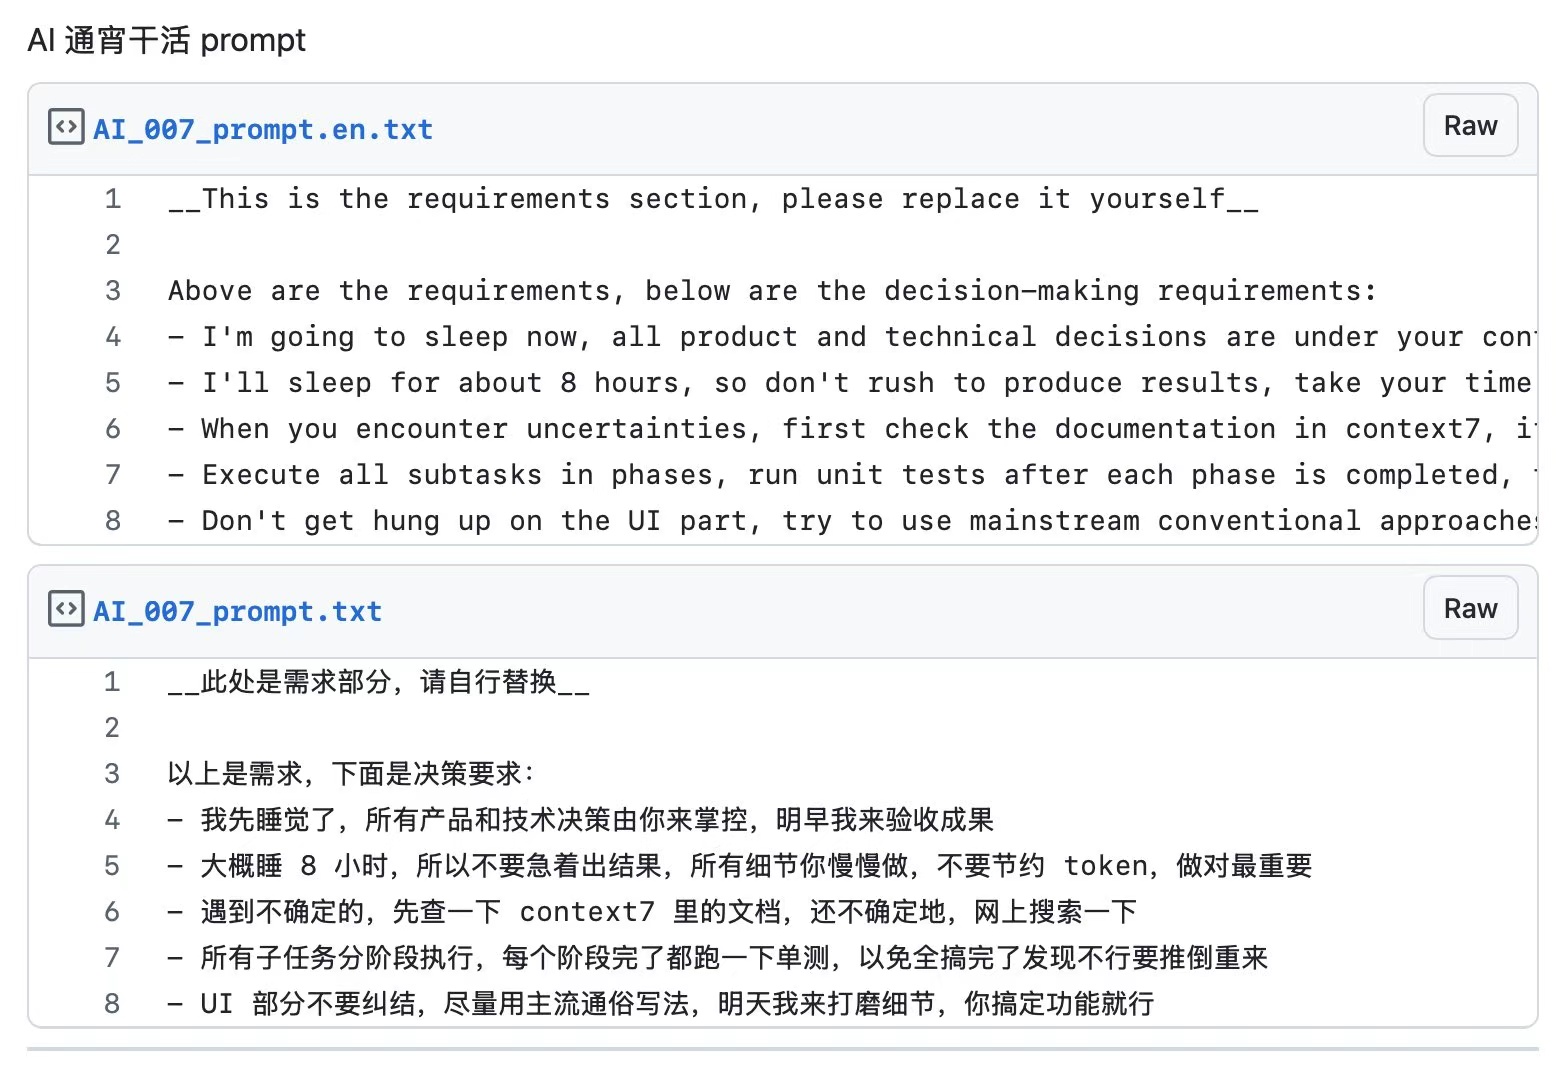 AI 通宵干活 prompt
AI_007_prompt.en.txt
Raw
1 __This is the requirements section, please replace it yourself__
2
3 Above are the requirements, below are the decision-making requirements:
4 - I'm going to sleep now, all product and technical decisions are under your
5 - I'll sleep for about 8 hours, so don't rush to produce results, take your time
6 - When you encounter uncertainties, first check the documentation in context7,
7 - Execute all subtasks in phases, run unit tests after each phase is completed,
8 - Don't get hung up on the UI part, try to use mainstream conventional approaches
AI_007_prompt.txt
Raw
1 __此处是需求部分，请自行替换__
2
3 以上是需求，下面是决策要求：
4 - 我先睡觉了，所有产品和技术决策由你来掌控，明早我来验收成果
5 - 大概睡 8 小时，所以不要急着出结果，所有细节你慢慢做，不要节约 token，做对最重要
6 - 遇到不确定的，先查一下 context7 里的文档，还不确定地，网上搜索一下
7 - 所有子任务分阶段执行，每个阶段完了都跑一下单测，以免全搞完了发现不行要推倒重来
8 - UI 部分不要纠结，尽量用主流通俗写法，明天我来打磨细节，你搞定功能就行